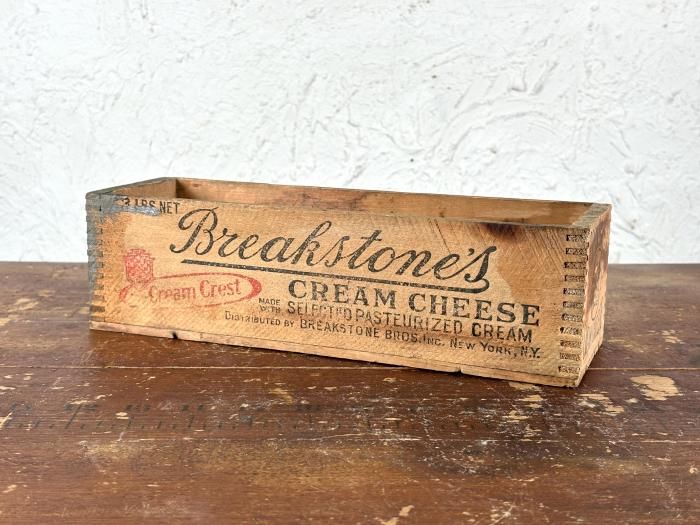 3 LBS. NET
Breakstone's
Cream Crest
CREAM CHEESE
MADE WITH SELECTED PASTEURIZED CREAM
DISTRIBUTED BY BREAKSTONE BROS. INC. NEW YORK, N.Y.